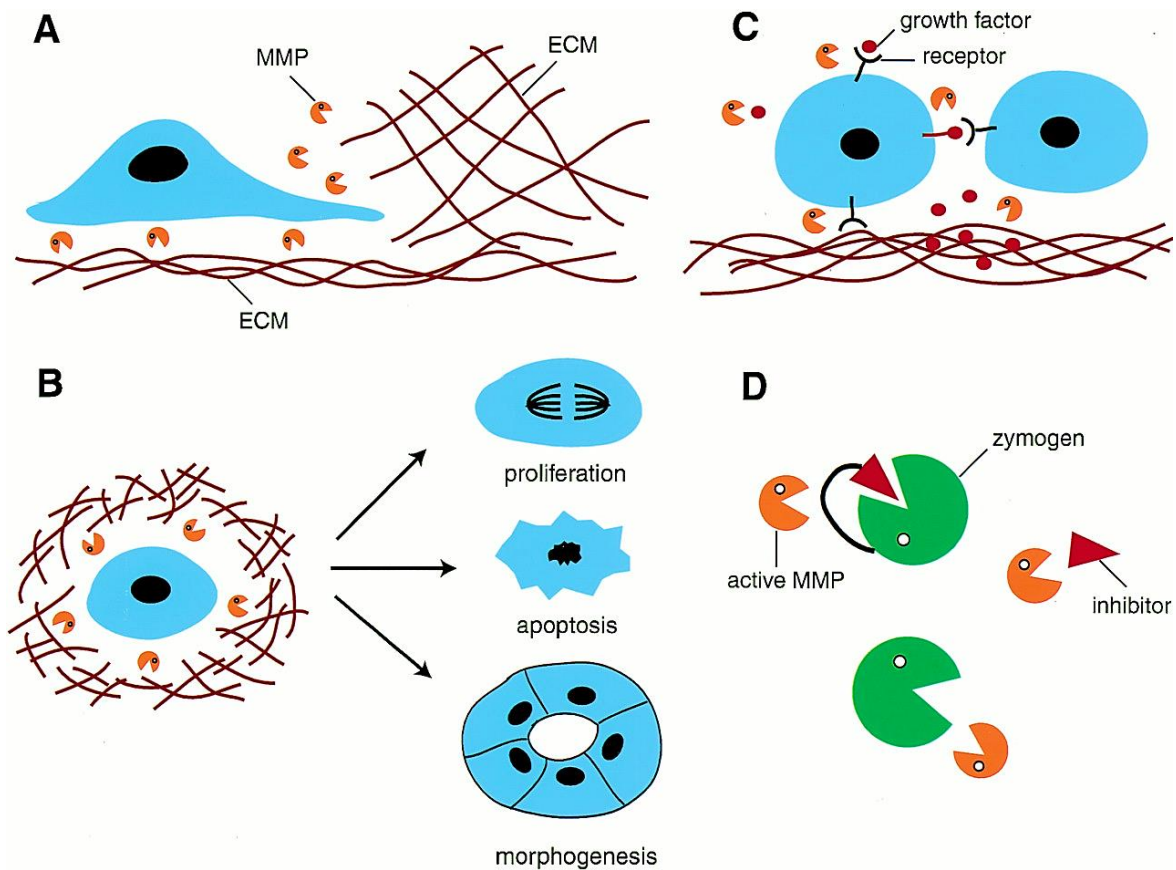 A
MMP
ECM
ECM
C
growth factor
receptor
B
proliferation
apoptosis
morphogenesis
D
zymogen
active MMP
inhibitor